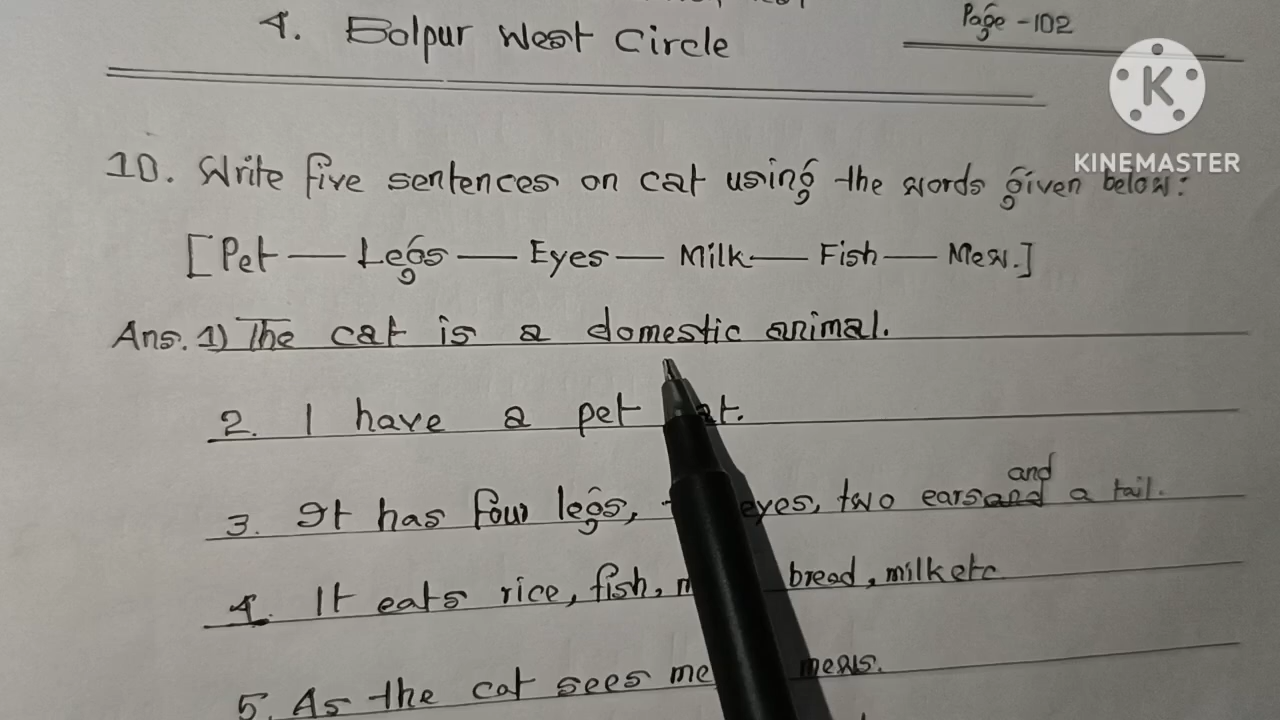 4. Bolpur West Circle
Page - 102
K
KINEMASTER
10. Write five sentences on cat using the words given below:
[Pet — Legs — Eyes — Milk — Fish — Mew.]
Ans. 1) The cat is a domestic animal.
2. I have a pet
3. It has four legs, eyes, two ears and a tail.
4. It eats rice, fish, bread, milk etc
5. As the cat sees me mews.